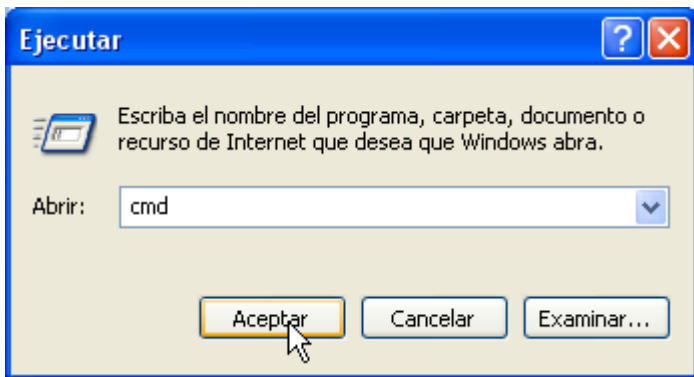 Ejecutar
?
Escriba el nombre del programa, carpeta, documento o
recurso de Internet que desea que Windows abra.
Abrir: cmd
Aceptar Cancelar Examinar...